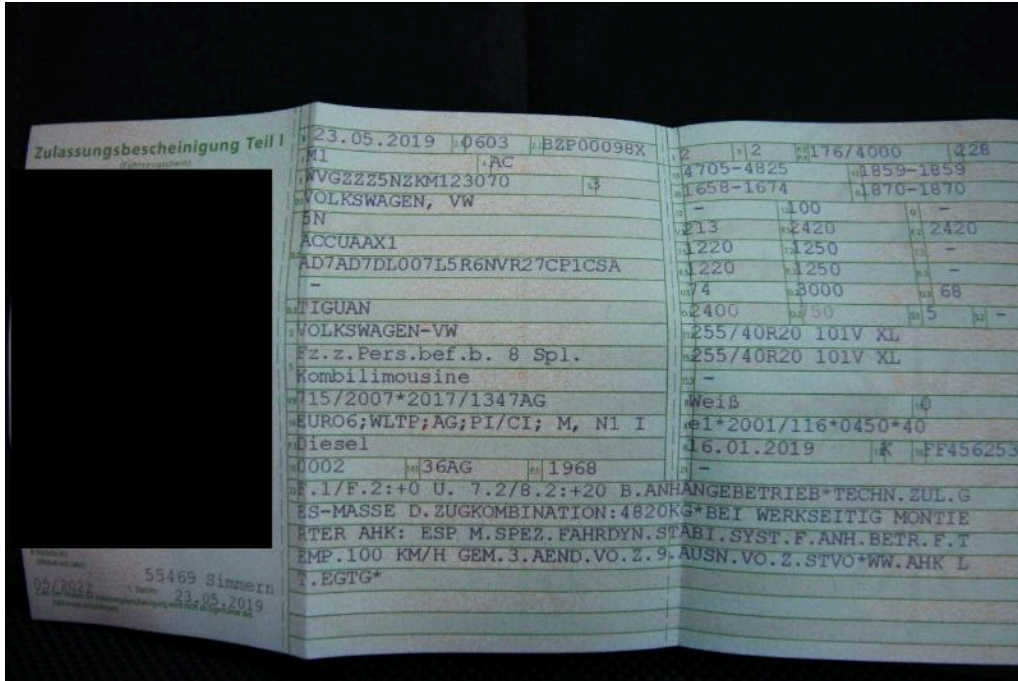 Zulassungsbescheinigung Teil I
(Fahrzeugschein)
55469 Simmern
09/2022 23.05.2019
23.05.2019 0603 BZP00098X
M1 AC
WVGZZZ5NZKM123070 3
VOLKSWAGEN, VW
5N
ACCUAAX1
AD7AD7DL007L5R6NVR27CP1CSA
–
TIGUAN
VOLKSWAGEN-VW
Fz.z.Pers.bef.b. 8 Spl.
Kombilimousine
715/2007*2017/1347AG
EURO6;WLTP;AG;PI/CI; M, N1 I
Diesel
0002 36AG 1968
2 2 176/4000 228
4705-4825 1859-1859
1658-1674 1870-1870
– 100 –
213 2420 2420
1220 1250 –
1220 1250 –
74 3000 68
2400 750 5 –
255/40R20 101V XL
255/40R20 101V XL
–
Weiß 0
e1*2001/116*0450*40
16.01.2019 K FF456253
–
F.1/F.2:+0 U. 7.2/8.2:+20 B.ANHÄNGEBETRIEB*TECHN.ZUL.G
ES-MASSE D.ZUGKOMBINATION:4820KG*BEI WERKSEITIG MONTIE
RTER AHK: ESP M.SPEZ.FAHRDYN.STABI.SYST.F.ANH.BETR.F.T
EMP.100 KM/H GEM.3.AEND.VO.Z.9.AUSN.VO.Z.STVO*WW.AHK L
T.EGTG*